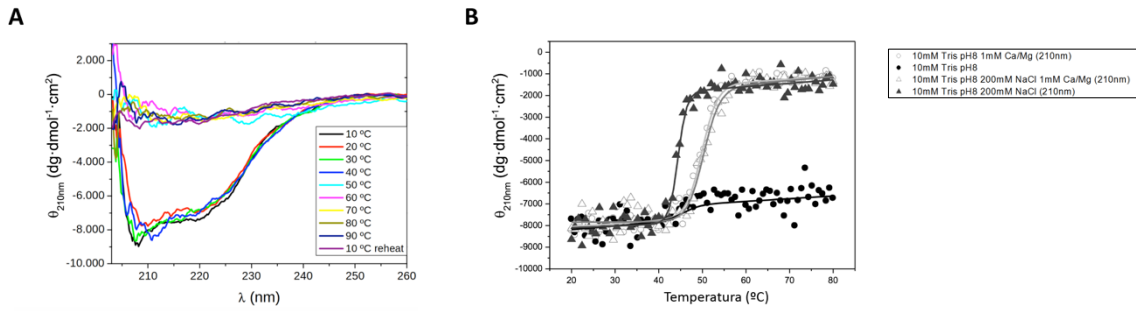 A
θ210nm (dg·dmol⁻¹·cm²)
2.000
0
-2.000
-4.000
-6.000
-8.000
-10.000
210 220 230 240 250 260
λ (nm)
10 ºC
20 ºC
30 ºC
40 ºC
50 ºC
60 ºC
70 ºC
80 ºC
90 ºC
10 ºC reheat
B
θ210nm (dg·dmol⁻¹·cm²)
0
-1000
-2000
-3000
-4000
-5000
-6000
-7000
-8000
-9000
-10000
20 30 40 50 60 70 80
Temperatura (ºC)
10mM Tris pH8 1mM Ca/Mg (210nm)
10mM Tris pH8
10mM Tris pH8 200mM NaCl 1mM Ca/Mg (210nm)
10mM Tris pH8 200mM NaCl (210nm)